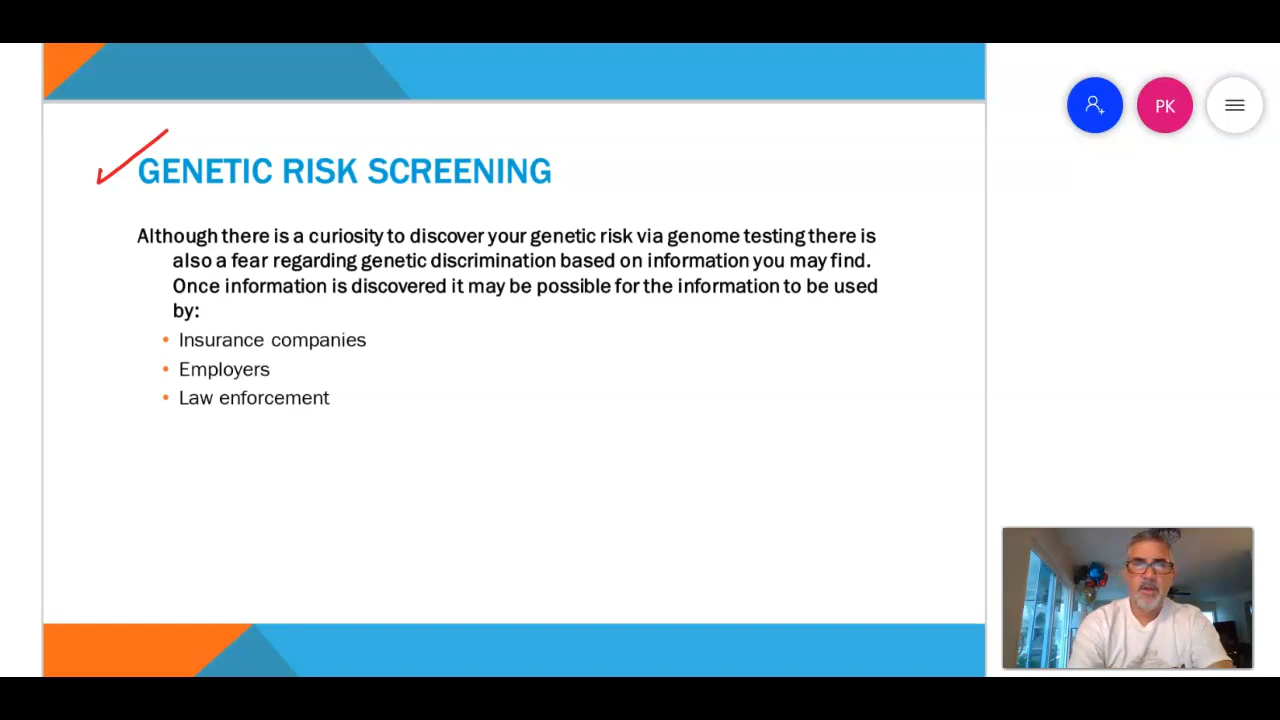 PK
GENETIC RISK SCREENING
Although there is a curiosity to discover your genetic risk via genome testing there is
also a fear regarding genetic discrimination based on information you may find.
Once information is discovered it may be possible for the information to be used
by:
• Insurance companies
• Employers
• Law enforcement